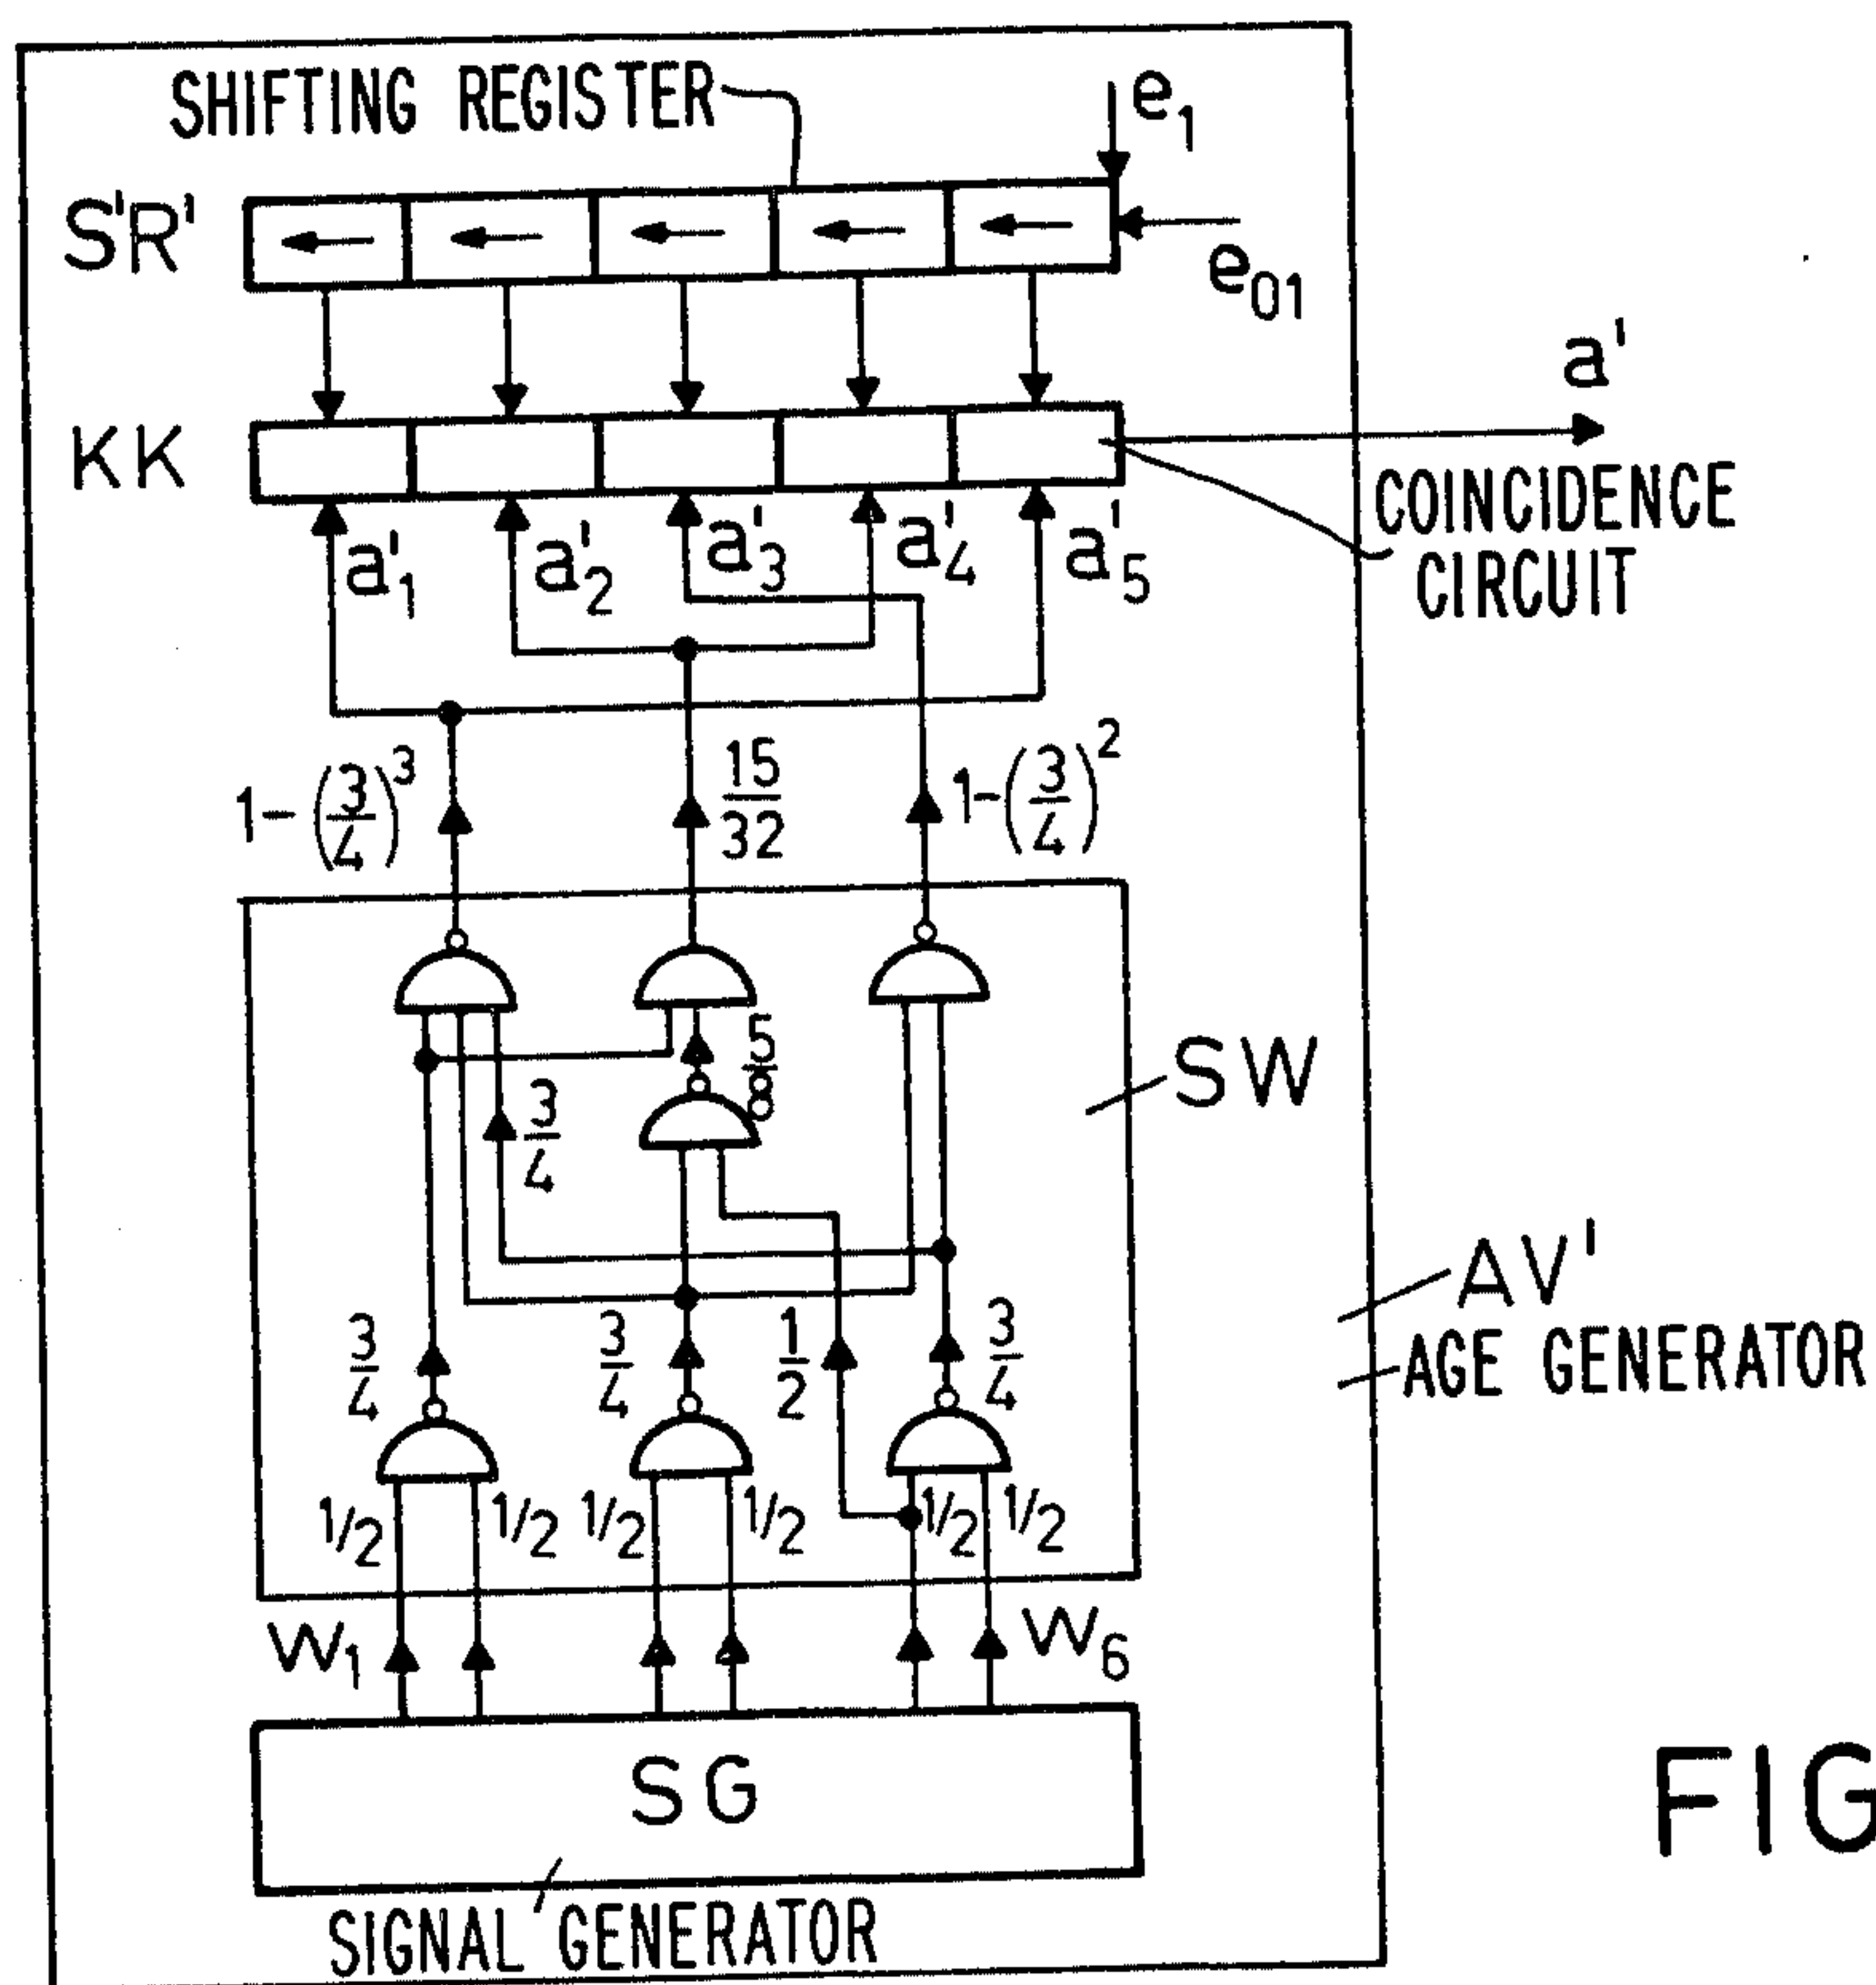 SHIFTING REGISTER
e1
S'R'
e01
a'
KK
COINCIDENCE
CIRCUIT
a'1 a'2 a'3 a'4 a'5
1-(3/4)^3 15/32 1-(3/4)^2
5/8
SW
3/4
AV'
3/4 3/4 1/2 3/4
AGE GENERATOR
1/2 1/2 1/2 1/2 1/2 1/2
W1 W6
SG
FIG
SIGNAL GENERATOR